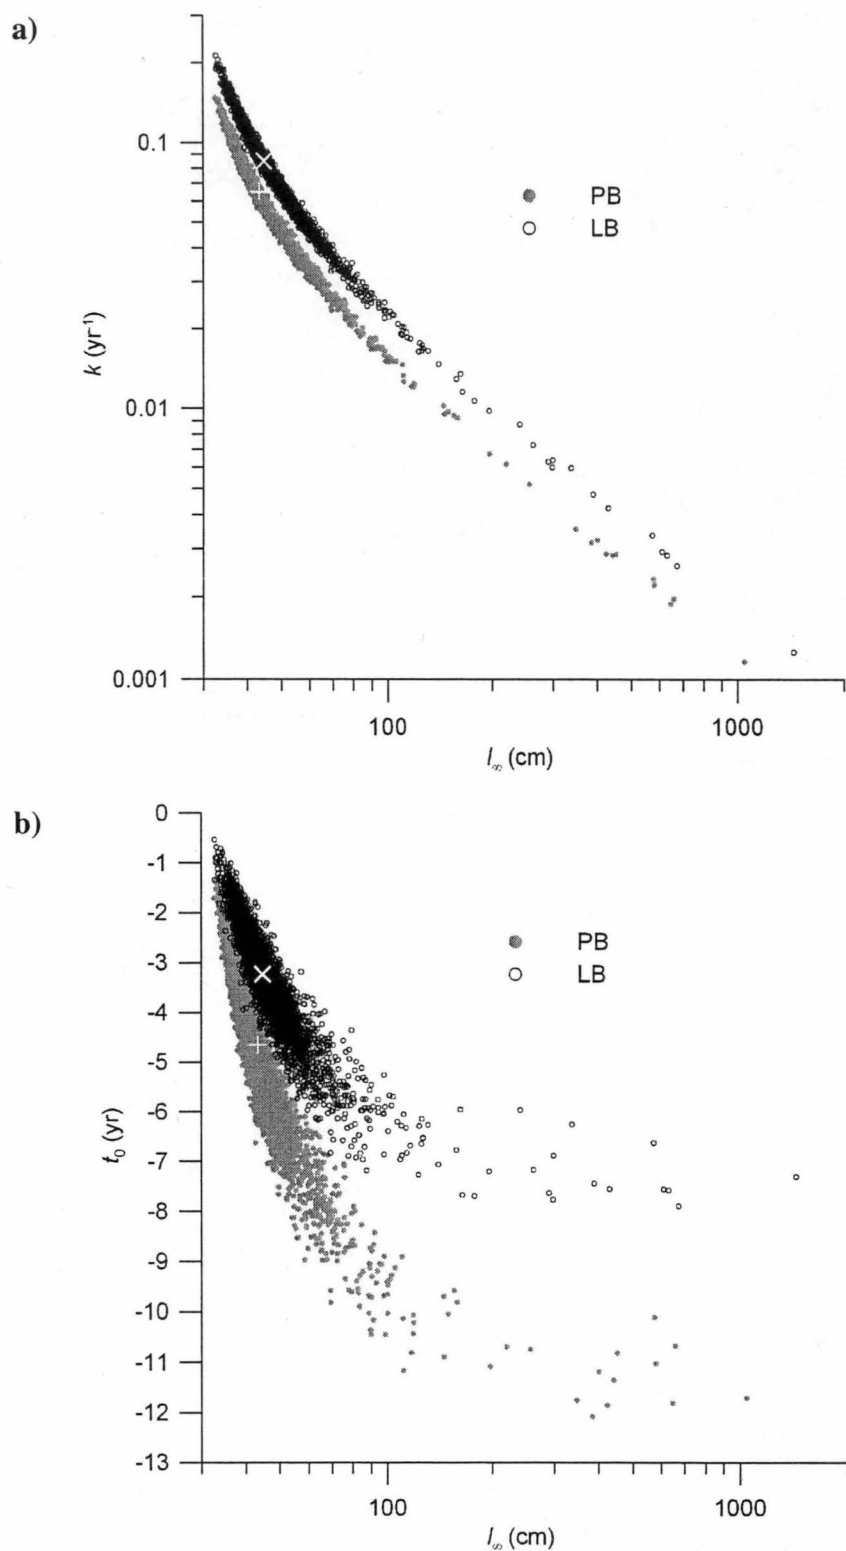 a)
0.1
0.01
0.001
k (yr⁻¹)
PB
LB
100
1000
l∞ (cm)
b)
0
-1
-2
-3
-4
-5
-6
-7
-8
-9
-10
-11
-12
-13
t₀ (yr)
PB
LB
100
1000
l∞ (cm)